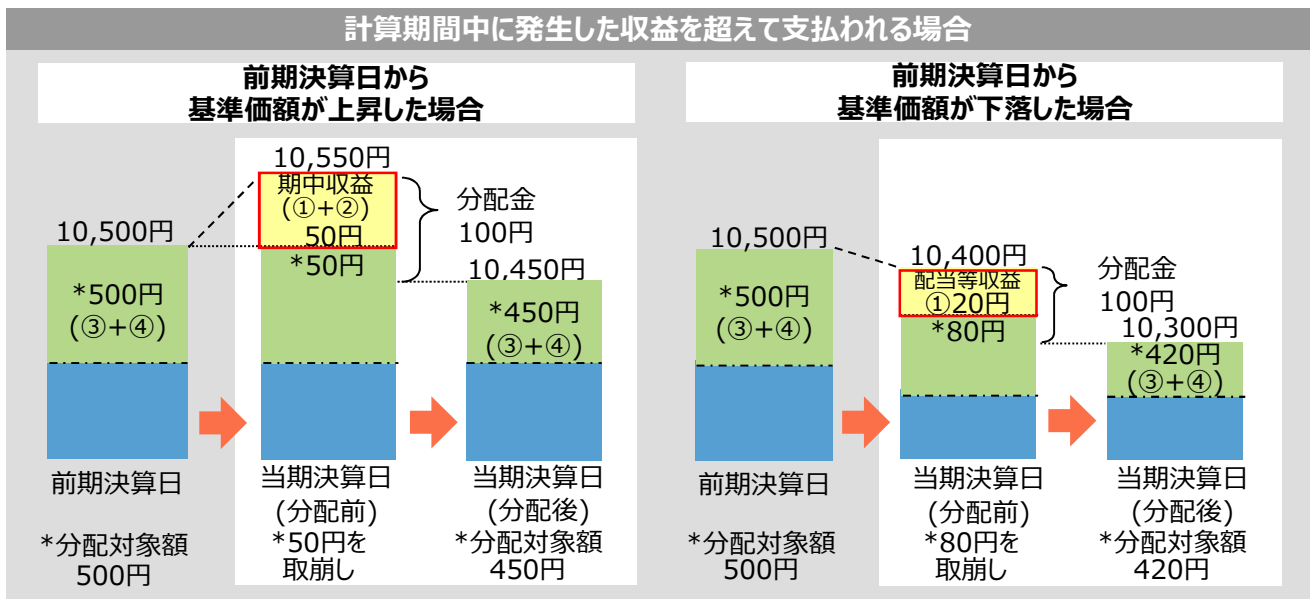 計算期間中に発生した収益を超えて支払われる場合
前期決算日から
基準価額が上昇した場合
10,500円
*500円
(③+④)
前期決算日
*分配対象額
500円
10,550円
期中収益
(①+②)
50円
*50円
当期決算日
(分配前)
*50円を
取崩し
分配金
100円
10,450円
*450円
(③+④)
当期決算日
(分配後)
*分配対象額
450円
前期決算日から
基準価額が下落した場合
10,500円
*500円
(③+④)
前期決算日
*分配対象額
500円
10,400円
配当等収益
①20円
*80円
当期決算日
(分配前)
*80円を
取崩し
分配金
100円
10,300円
*420円
(③+④)
当期決算日
(分配後)
*分配対象額
420円